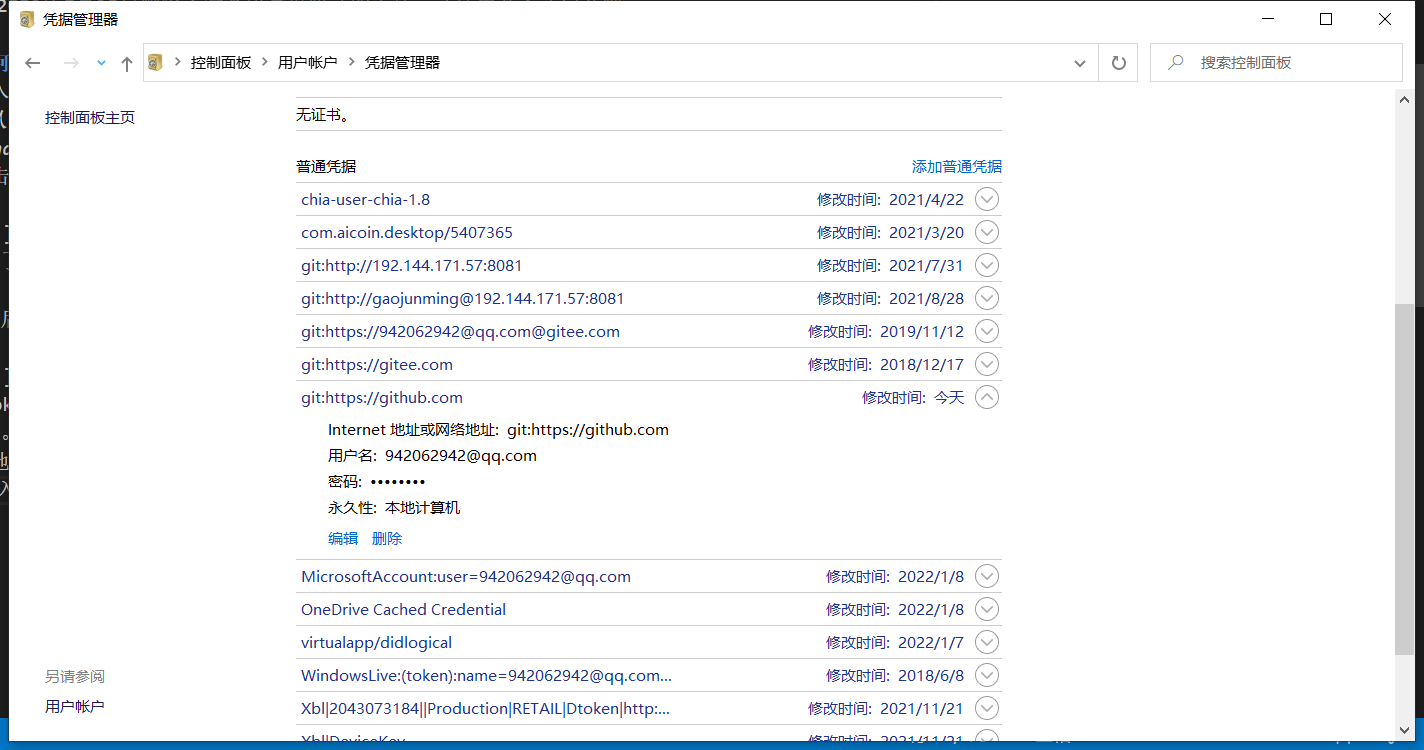 凭据管理器
控制面板 用户帐户 凭据管理器
搜索控制面板
控制面板主页
无证书。
普通凭据 添加普通凭据
chia-user-chia-1.8 修改时间: 2021/4/22
com.aicoin.desktop/5407365 修改时间: 2021/3/20
git:http://192.144.171.57:8081 修改时间: 2021/7/31
git:http://gaojunming@192.144.171.57:8081 修改时间: 2021/8/28
git:https://942062942@qq.com@gitee.com 修改时间: 2019/11/12
git:https://gitee.com 修改时间: 2018/12/17
git:https://github.com 修改时间: 今天
Internet 地址或网络地址: git:https://github.com
用户名: 942062942@qq.com
密码: ••••••••
永久性: 本地计算机
编辑 删除
MicrosoftAccount:user=942062942@qq.com 修改时间: 2022/1/8
OneDrive Cached Credential 修改时间: 2022/1/8
virtualapp/didlogical 修改时间: 2022/1/7
WindowsLive:(token):name=942062942@qq.com... 修改时间: 2018/6/8
Xbl|2043073184||Production|RETAIL|Dtoken|http:... 修改时间: 2021/11/21
Xbl|DeviceKey 修改时间: 2021/11/21
另请参阅
用户帐户